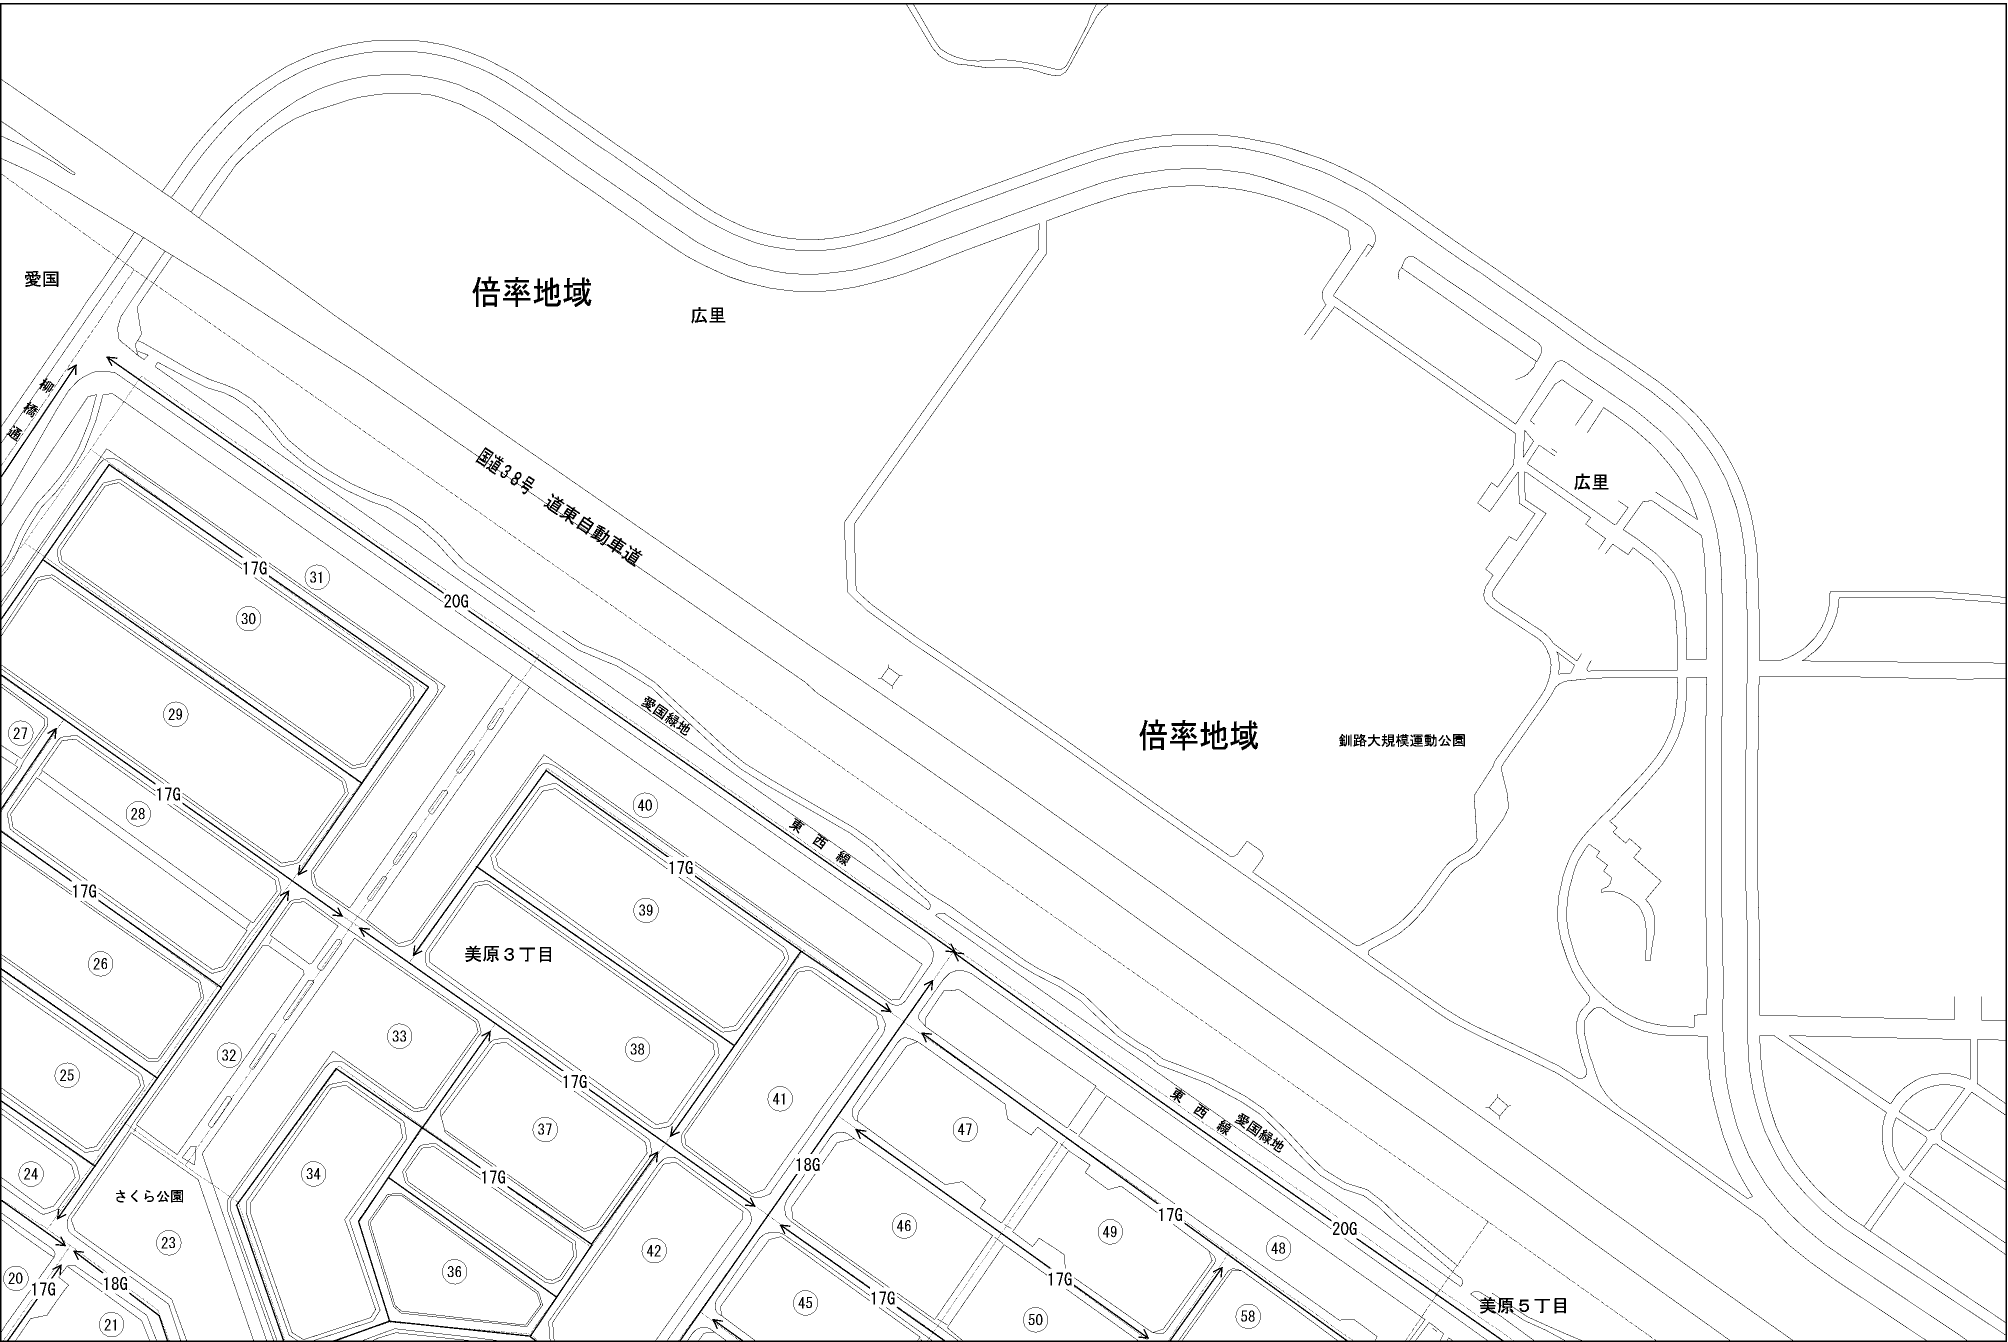 愛国
倍率地域
広里
柳橋通
国道38号 道東自動車道
広里
17G
31
30
20G
29
愛国緑地
27
倍率地域
釧路大規模運動公園
17G
28
40
東西線
17G
17G
39
26
美原3丁目
33
38
25
32
17G
41
東西線
愛国緑地
37
47
24
34
17G
18G
さくら公園
17G
20G
46
49
23
42
48
20
17G
18G
36
17G
17G
45
美原5丁目
21
50
58